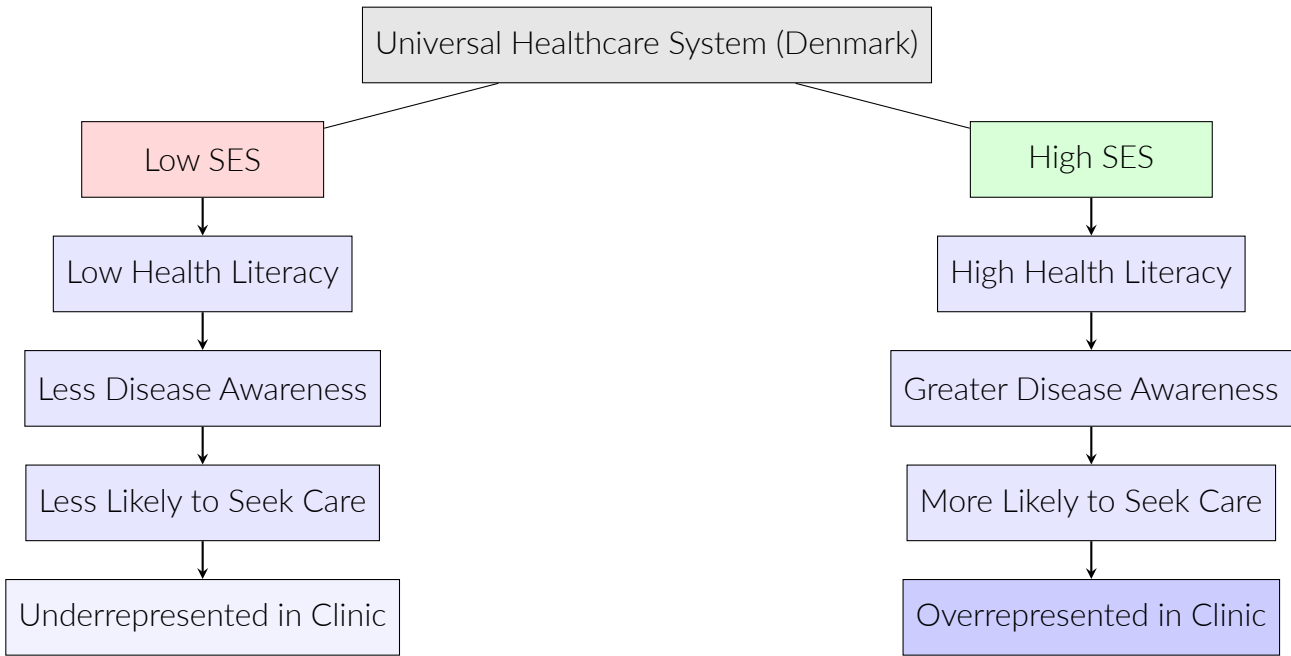 Universal Healthcare System (Denmark)
Low SES
High SES
Low Health Literacy
High Health Literacy
Less Disease Awareness
Greater Disease Awareness
Less Likely to Seek Care
More Likely to Seek Care
Underrepresented in Clinic
Overrepresented in Clinic